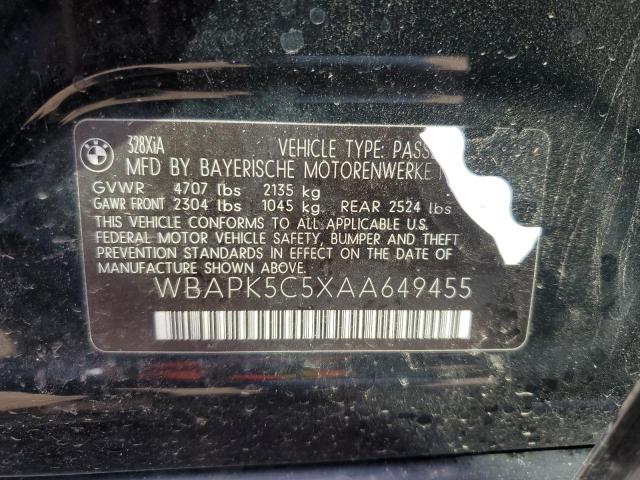 328XiA VEHICLE TYPE: PASSE
MFD BY. BAYERISCHE MOTORENWERKE
GVWR 4707 lbs 2135 kg
GAWR FRONT 2304 lbs 1045 kg REAR 2524 lbs
THIS VEHICLE CONFORMS TO ALL APPLICABLE U.S.
FEDERAL MOTOR VEHICLE SAFETY, BUMPER AND THEFT
PREVENTION STANDARDS IN EFFECT ON THE DATE
OF MANUFACTURE SHOWN ABOVE.
WBAPK5C5XAA649455